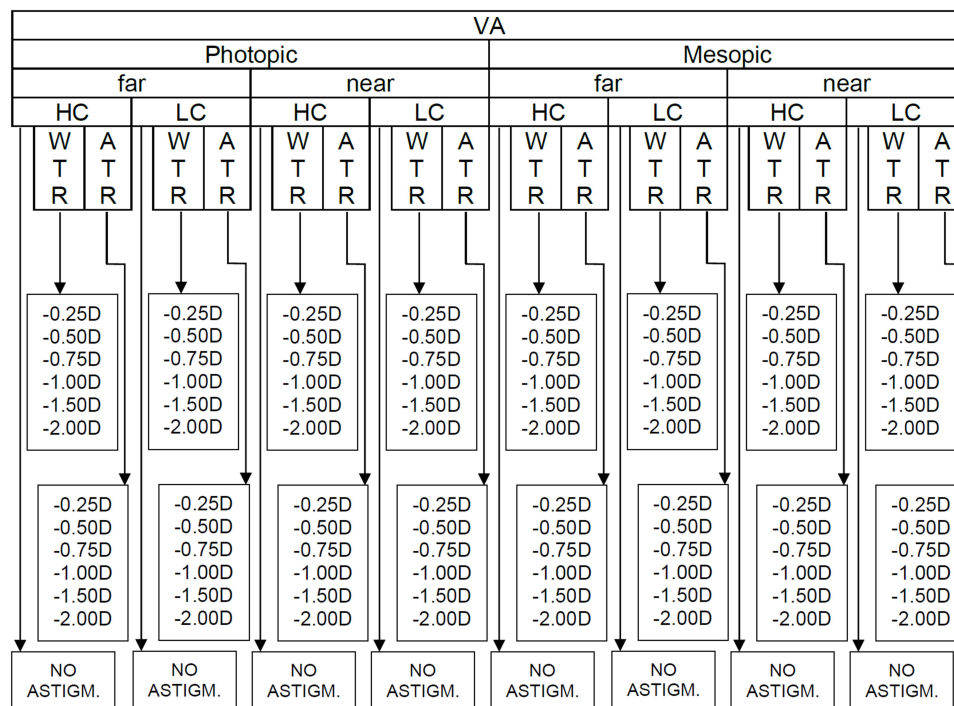 VA
Photopic Mesopic
far near far near
HC LC HC LC HC LC HC LC
W A W A W A W A W A W A W A W A
T T T T T T T T T T T T T T T T
R R R R R R R R R R R R R R R R
-0.25D -0.25D -0.25D -0.25D -0.25D -0.25D -0.25D -0.25D
-0.50D -0.50D -0.50D -0.50D -0.50D -0.50D -0.50D -0.50D
-0.75D -0.75D -0.75D -0.75D -0.75D -0.75D -0.75D -0.75D
-1.00D -1.00D -1.00D -1.00D -1.00D -1.00D -1.00D -1.00D
-1.50D -1.50D -1.50D -1.50D -1.50D -1.50D -1.50D -1.50D
-2.00D -2.00D -2.00D -2.00D -2.00D -2.00D -2.00D -2.00D
-0.25D -0.25D -0.25D -0.25D -0.25D -0.25D -0.25D -0.25D
-0.50D -0.50D -0.50D -0.50D -0.50D -0.50D -0.50D -0.50D
-0.75D -0.75D -0.75D -0.75D -0.75D -0.75D -0.75D -0.75D
-1.00D -1.00D -1.00D -1.00D -1.00D -1.00D -1.00D -1.00D
-1.50D -1.50D -1.50D -1.50D -1.50D -1.50D -1.50D -1.50D
-2.00D -2.00D -2.00D -2.00D -2.00D -2.00D -2.00D -2.00D
NO NO NO NO NO NO NO NO
ASTIGM. ASTIGM. ASTIGM. ASTIGM. ASTIGM. ASTIGM. ASTIGM. ASTIGM.